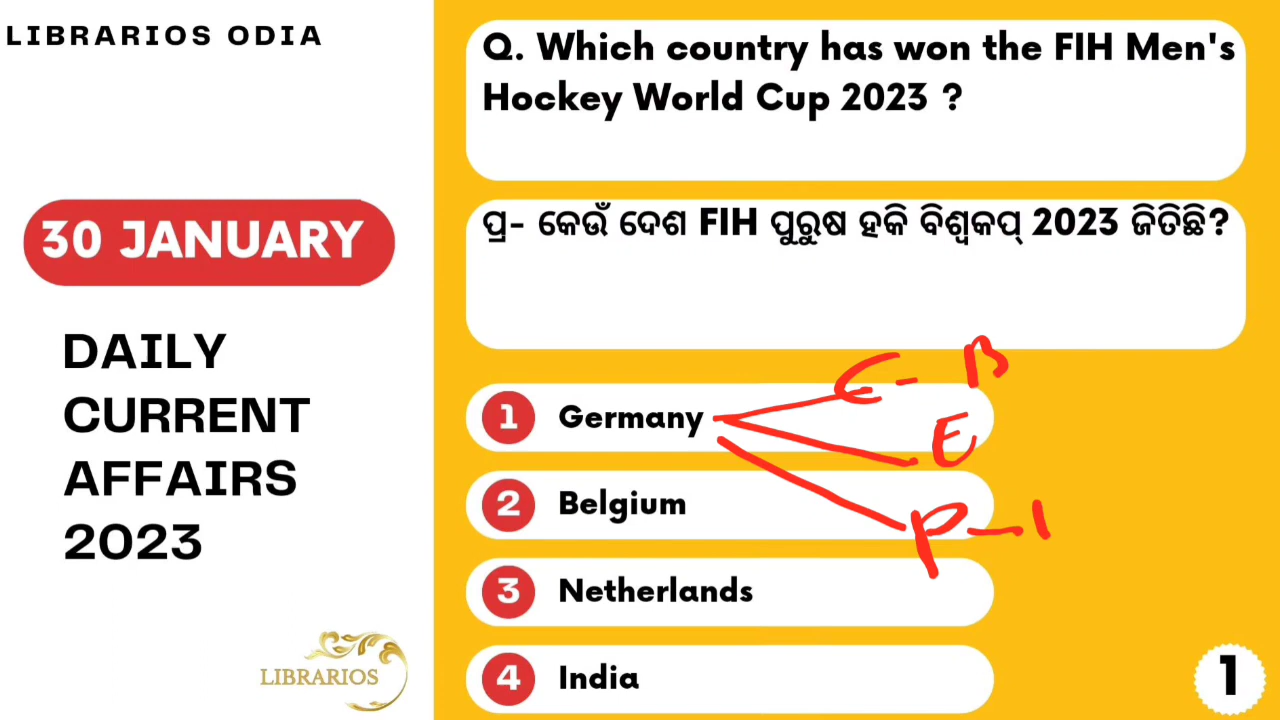 LIBRARIOS ODIA
30 JANUARY
DAILY
CURRENT
AFFAIRS
2023
LIBRARIOS
Q. Which country has won the FIH Men's
Hockey World Cup 2023 ?
ପ୍ର- କେଉଁ ଦେଶ FIH ପୁରୁଷ ହକି ବିଶ୍ୱକପ୍ 2023 ଜିତିଛି?
1 Germany
C - B
E
P - 1
2 Belgium
3 Netherlands
4 India
1